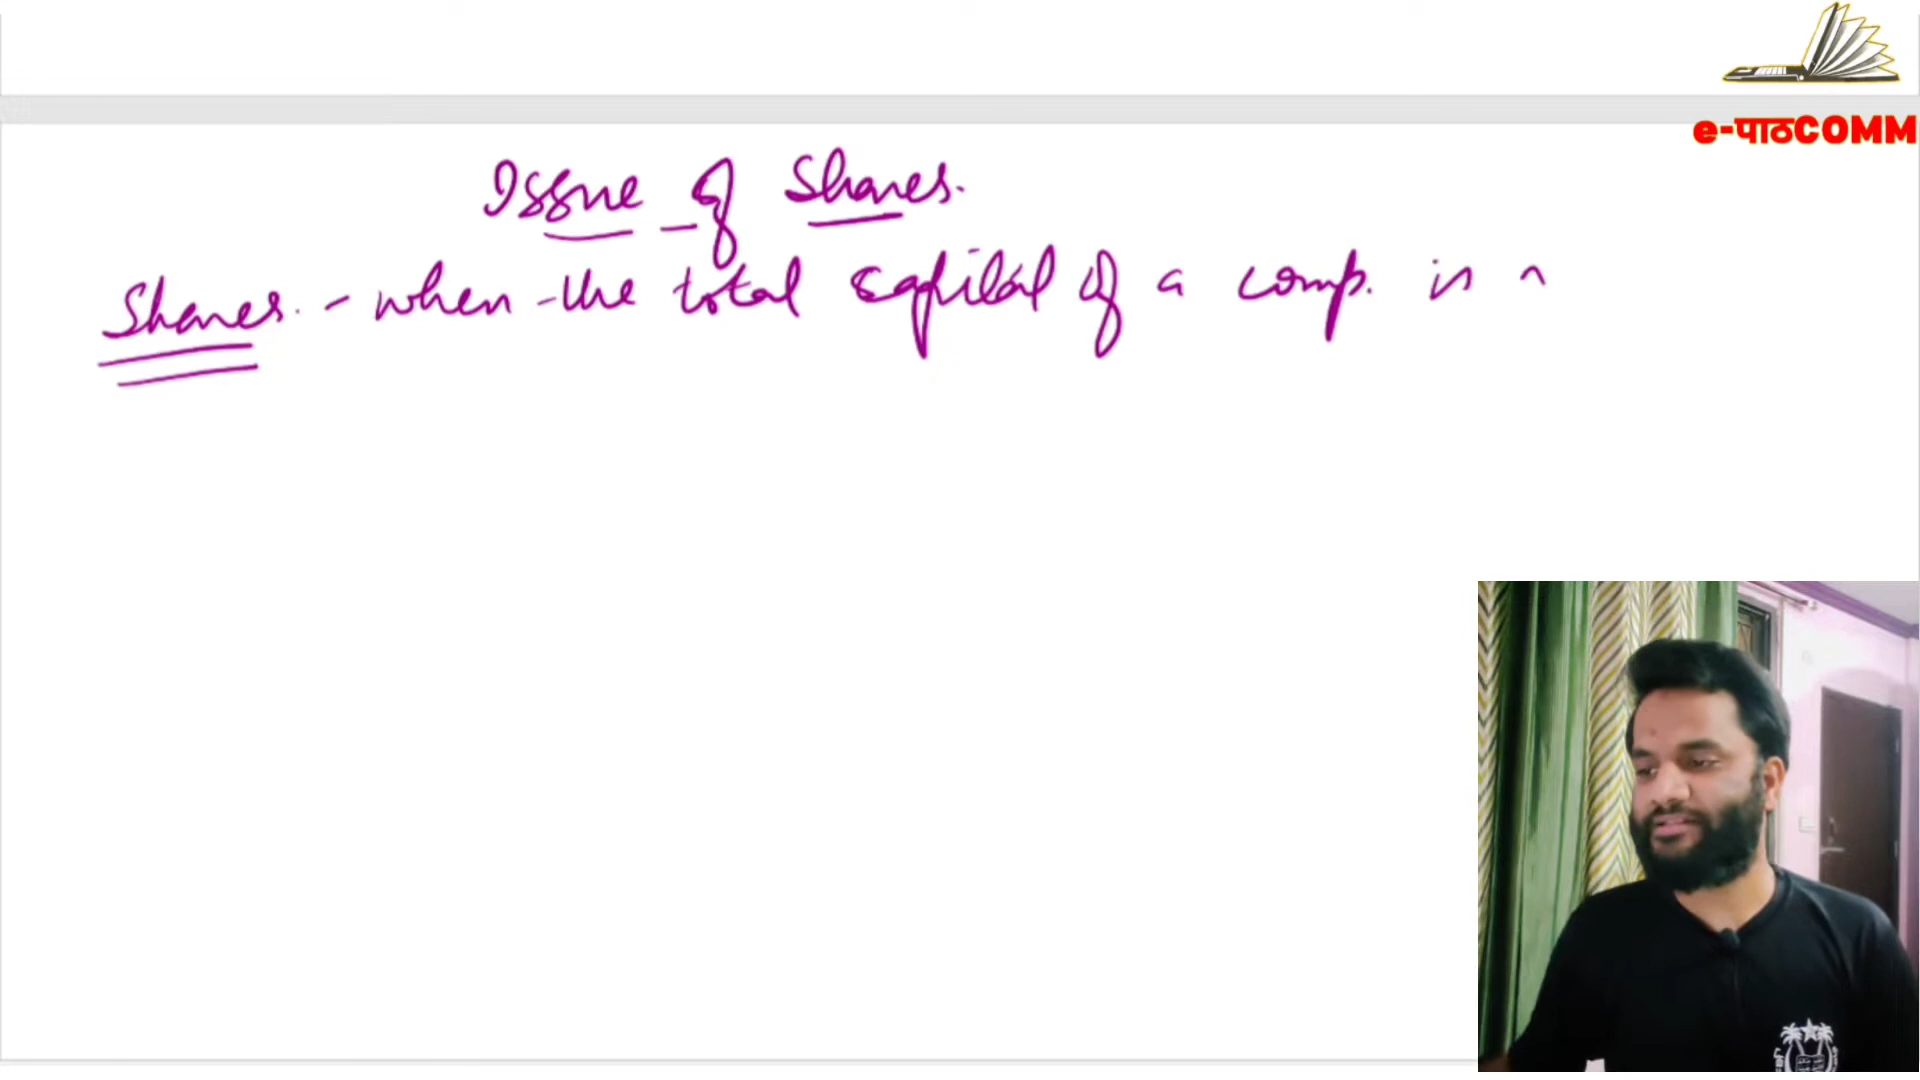 e-पाठCOMM
Issue of Shares.
Shares. - when the total capital of a comp. is